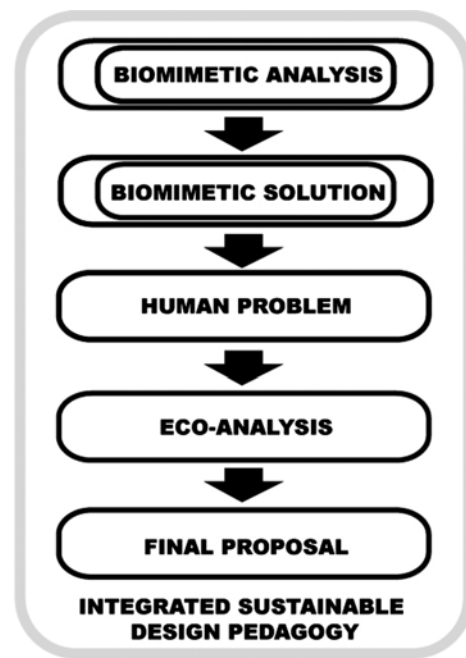 BIOMIMETIC ANALYSIS
BIOMIMETIC SOLUTION
HUMAN PROBLEM
ECO-ANALYSIS
FINAL PROPOSAL
INTEGRATED SUSTAINABLE
DESIGN PEDAGOGY